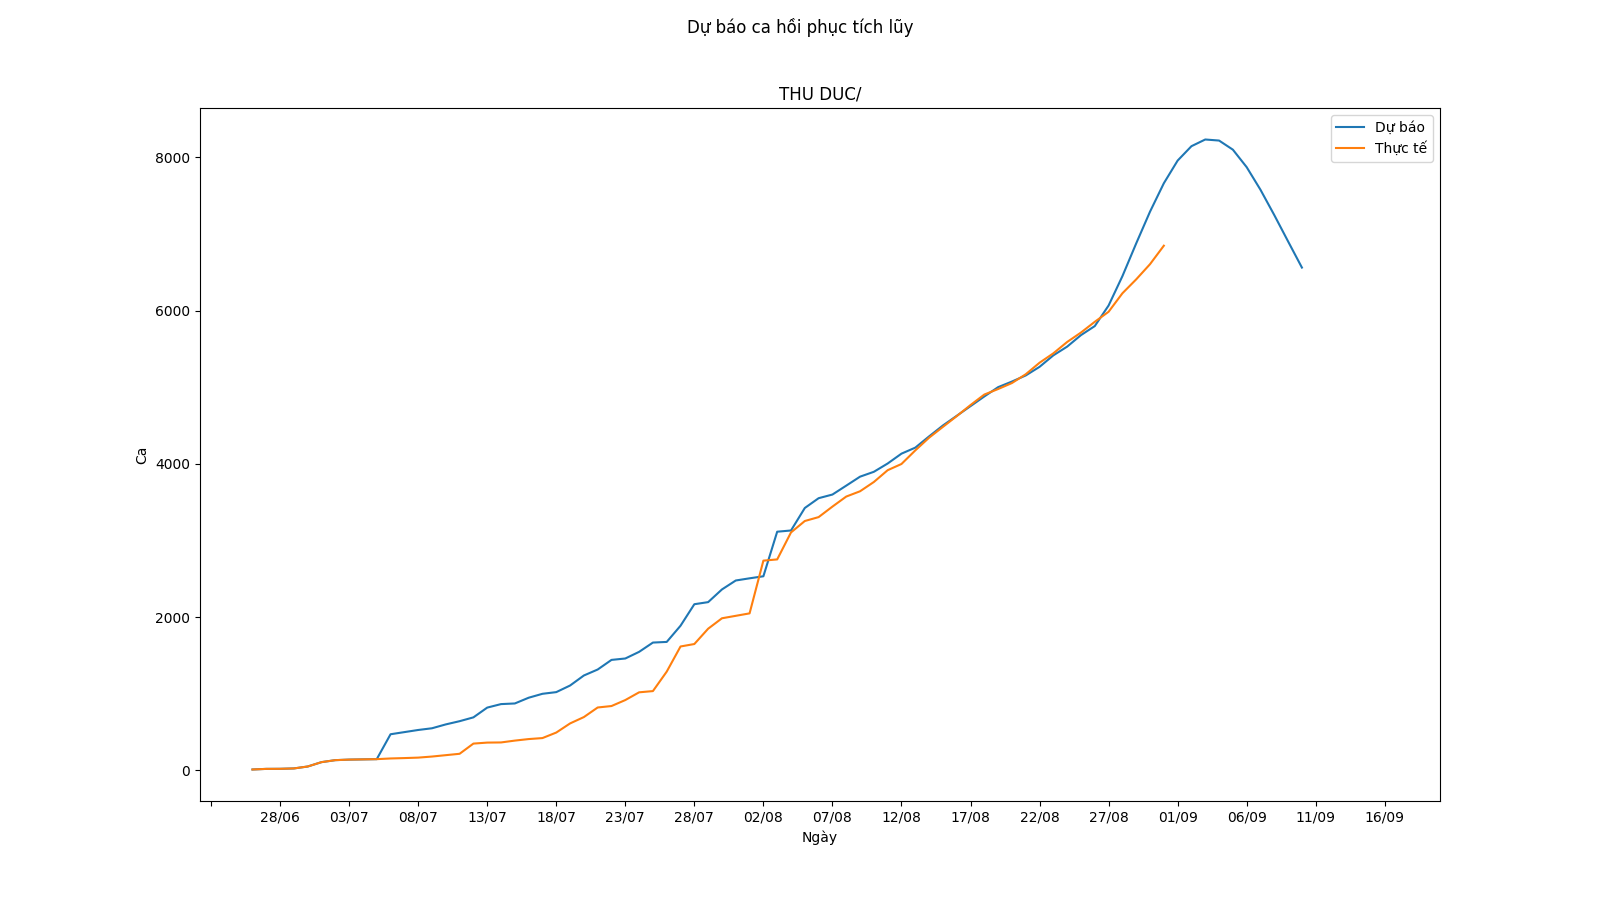 Dự báo ca hồi phục tích lũy
THU DUC/
Dự báo
Thực tế
8000
6000
4000
2000
0
Ca
28/06 03/07 08/07 13/07 18/07 23/07 28/07 02/08 07/08 12/08 17/08 22/08 27/08 01/09 06/09 11/09 16/09
Ngày